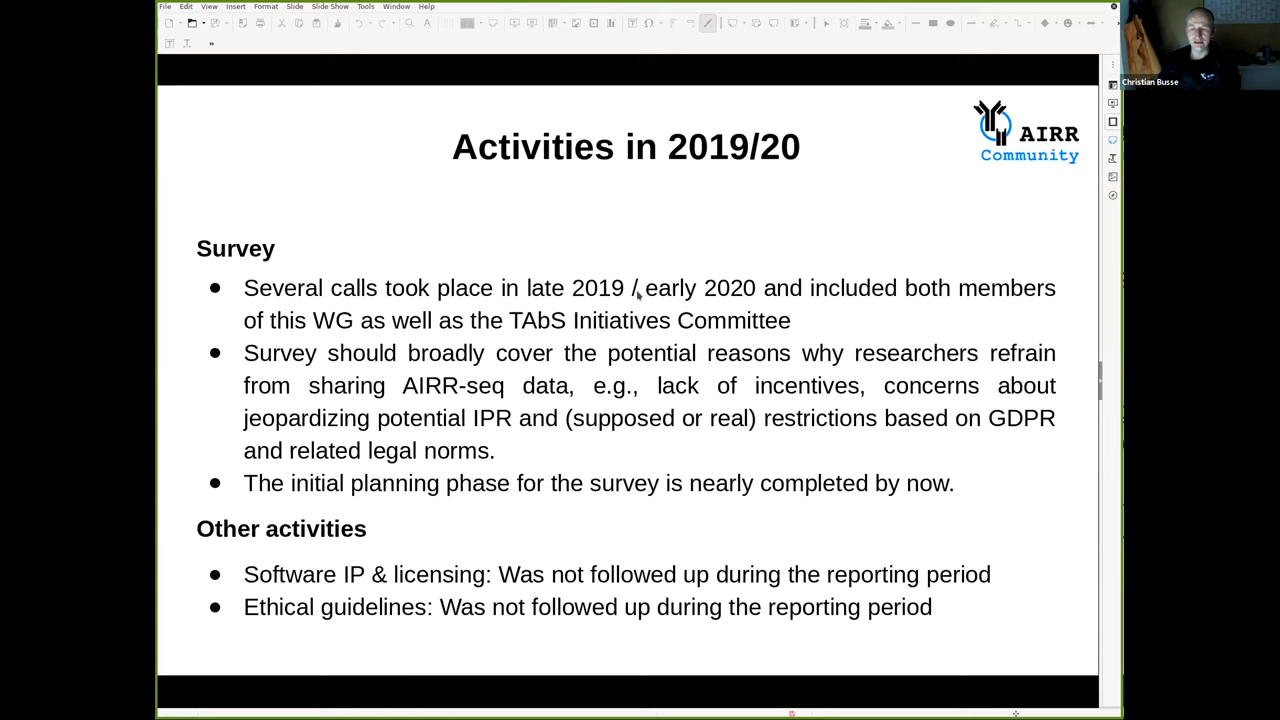 File Edit View Insert Format Slide Slide Show Tools Window Help
Christian Busse
Activities in 2019/20
AIRR
Community
Survey
● Several calls took place in late 2019 / early 2020 and included both members
of this WG as well as the TAbS Initiatives Committee
● Survey should broadly cover the potential reasons why researchers refrain
from sharing AIRR-seq data, e.g., lack of incentives, concerns about
jeopardizing potential IPR and (supposed or real) restrictions based on GDPR
and related legal norms.
● The initial planning phase for the survey is nearly completed by now.
Other activities
● Software IP & licensing: Was not followed up during the reporting period
● Ethical guidelines: Was not followed up during the reporting period